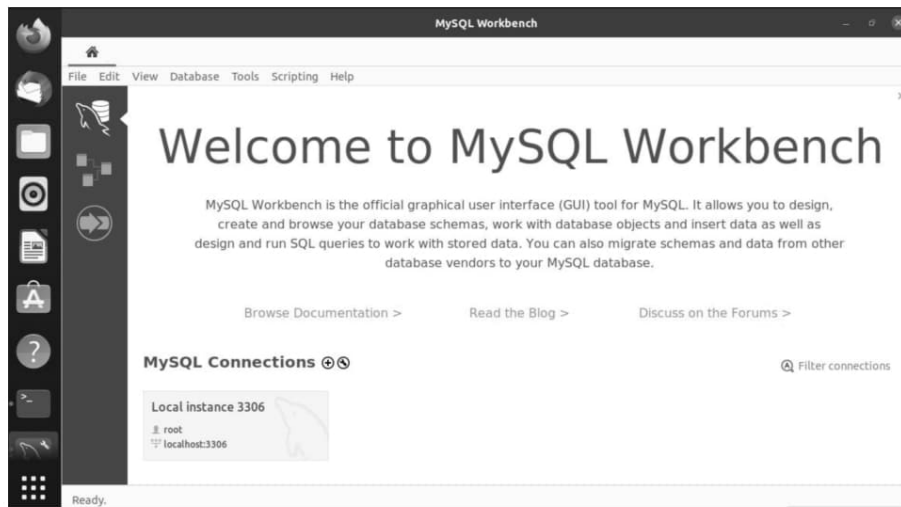 MySQL Workbench
File Edit View Database Tools Scripting Help
Welcome to MySQL Workbench
MySQL Workbench is the official graphical user interface (GUI) tool for MySQL. It allows you to design,
create and browse your database schemas, work with database objects and insert data as well as
design and run SQL queries to work with stored data. You can also migrate schemas and data from other
database vendors to your MySQL database.
Browse Documentation > Read the Blog > Discuss on the Forums >
MySQL Connections
Filter connections
Local instance 3306
root
localhost:3306
Ready.